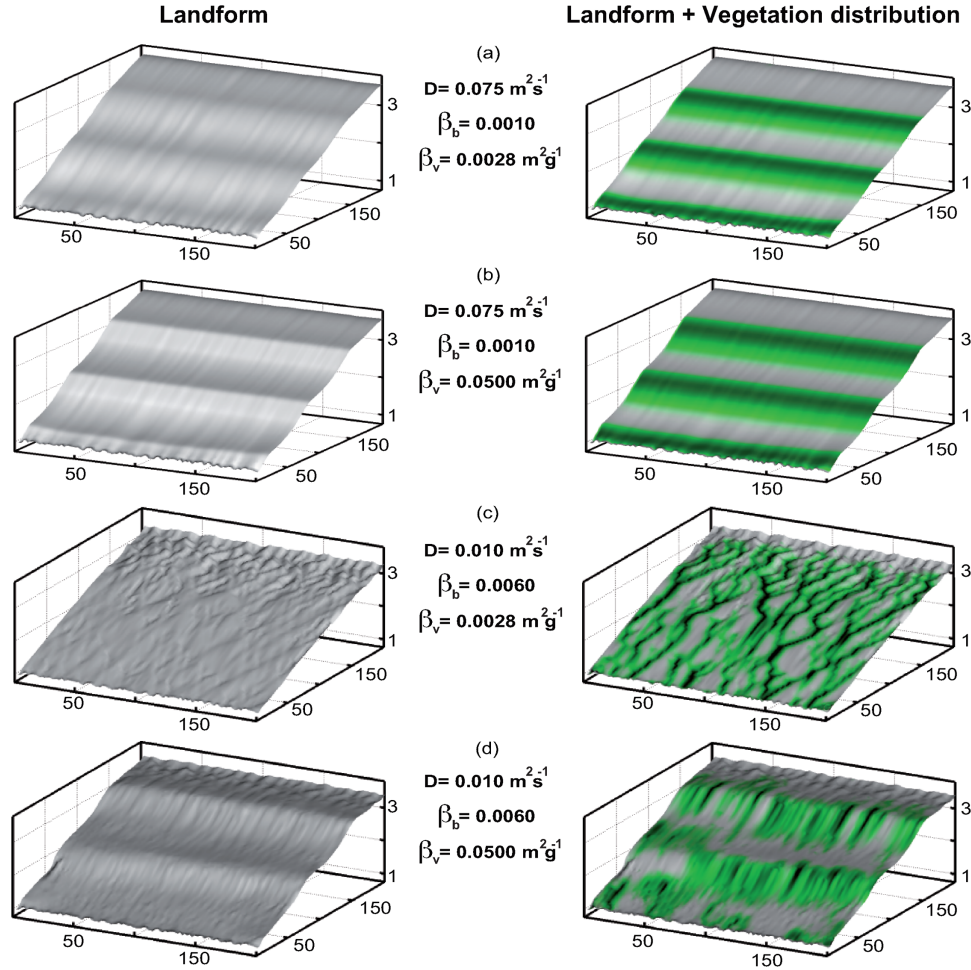 Landform
Landform + Vegetation distribution
(a)
D= 0.075 m²s⁻¹
βb= 0.0010
βv= 0.0028 m²g⁻¹
3
1
150
50
50
150
3
1
150
50
50
150
(b)
D= 0.075 m²s⁻¹
βb= 0.0010
βv= 0.0500 m²g⁻¹
3
1
150
50
50
150
3
1
150
50
50
150
(c)
D= 0.010 m²s⁻¹
βb= 0.0060
βv= 0.0028 m²g⁻¹
3
1
150
50
50
150
3
1
150
50
50
150
(d)
D= 0.010 m²s⁻¹
βb= 0.0060
βv= 0.0500 m²g⁻¹
3
1
150
50
50
150
3
1
150
50
50
150